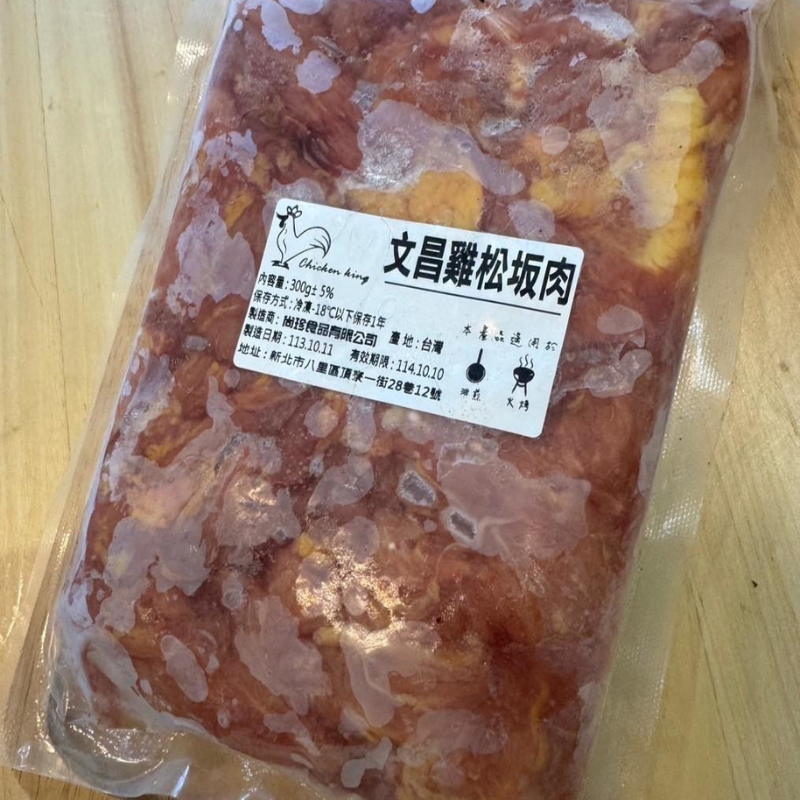 Chicken king
文昌雞松坂肉
內容量:300g±5%
保存方式:冷凍-18℃以下保存1年
製造商:尚珍食品有限公司 產地:台灣
製造日期:113.10.11 有效期限:114.10.10
地址:新北市八里區頂寮一街28巷12號
本產品適用於
油煎
火烤